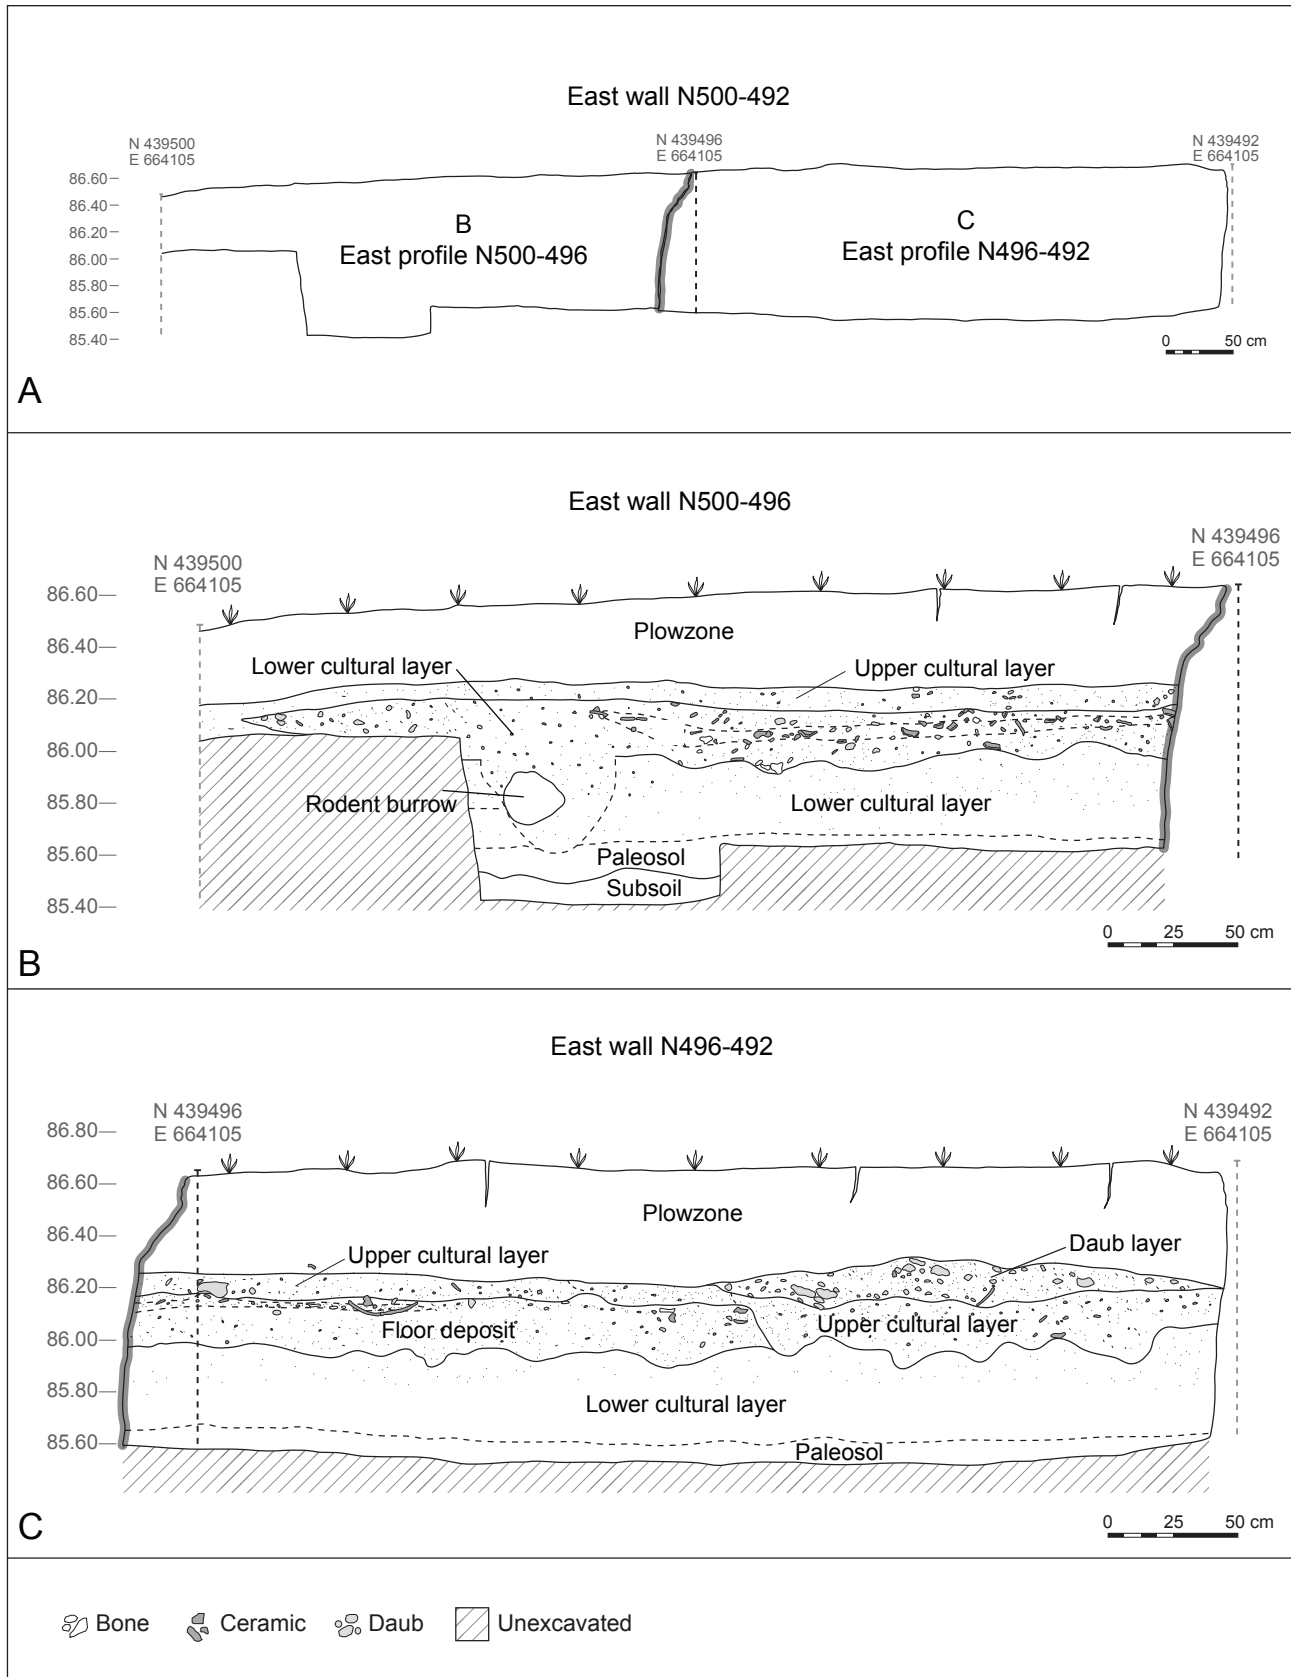 East wall N500-492
N 439500
E 664105
N 439496
E 664105
N 439492
E 664105
86.60
86.40
86.20
86.00
85.80
85.60
85.40
B
East profile N500-496
C
East profile N496-492
0 50 cm
A
East wall N500-496
N 439500
E 664105
N 439496
E 664105
86.60
86.40
86.20
86.00
85.80
85.60
85.40
Plowzone
Lower cultural layer
Upper cultural layer
Rodent burrow
Lower cultural layer
Paleosol
Subsoil
0 25 50 cm
B
East wall N496-492
N 439496
E 664105
N 439492
E 664105
86.80
86.60
86.40
86.20
86.00
85.80
85.60
Plowzone
Upper cultural layer
Daub layer
Floor deposit
Upper cultural layer
Lower cultural layer
Paleosol
0 25 50 cm
C
Bone Ceramic Daub Unexcavated